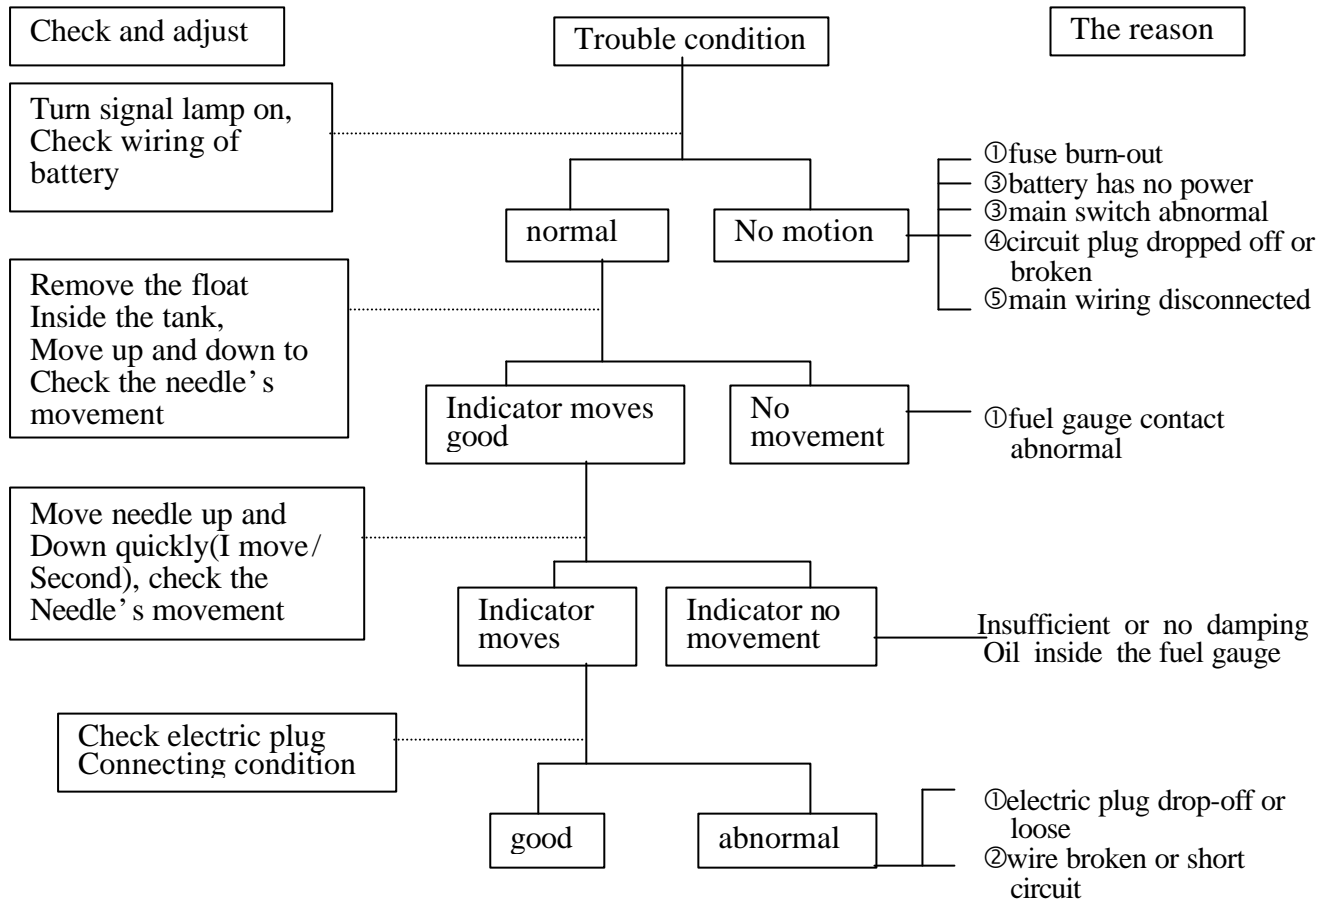 Check and adjust
Trouble condition
The reason
Turn signal lamp on,
Check wiring of
battery
①fuse burn-out
③battery has no power
③main switch abnormal
④circuit plug dropped off or
broken
⑤main wiring disconnected
normal
No motion
Remove the float
Inside the tank,
Move up and down to
Check the needle’s
movement
Indicator moves
good
No
movement
①fuel gauge contact
abnormal
Move needle up and
Down quickly(I move/
Second), check the
Needle’s movement
Indicator
moves
Indicator no
movement
Insufficient or no damping
Oil inside the fuel gauge
Check electric plug
Connecting condition
good
abnormal
①electric plug drop-off or
loose
②wire broken or short
circuit